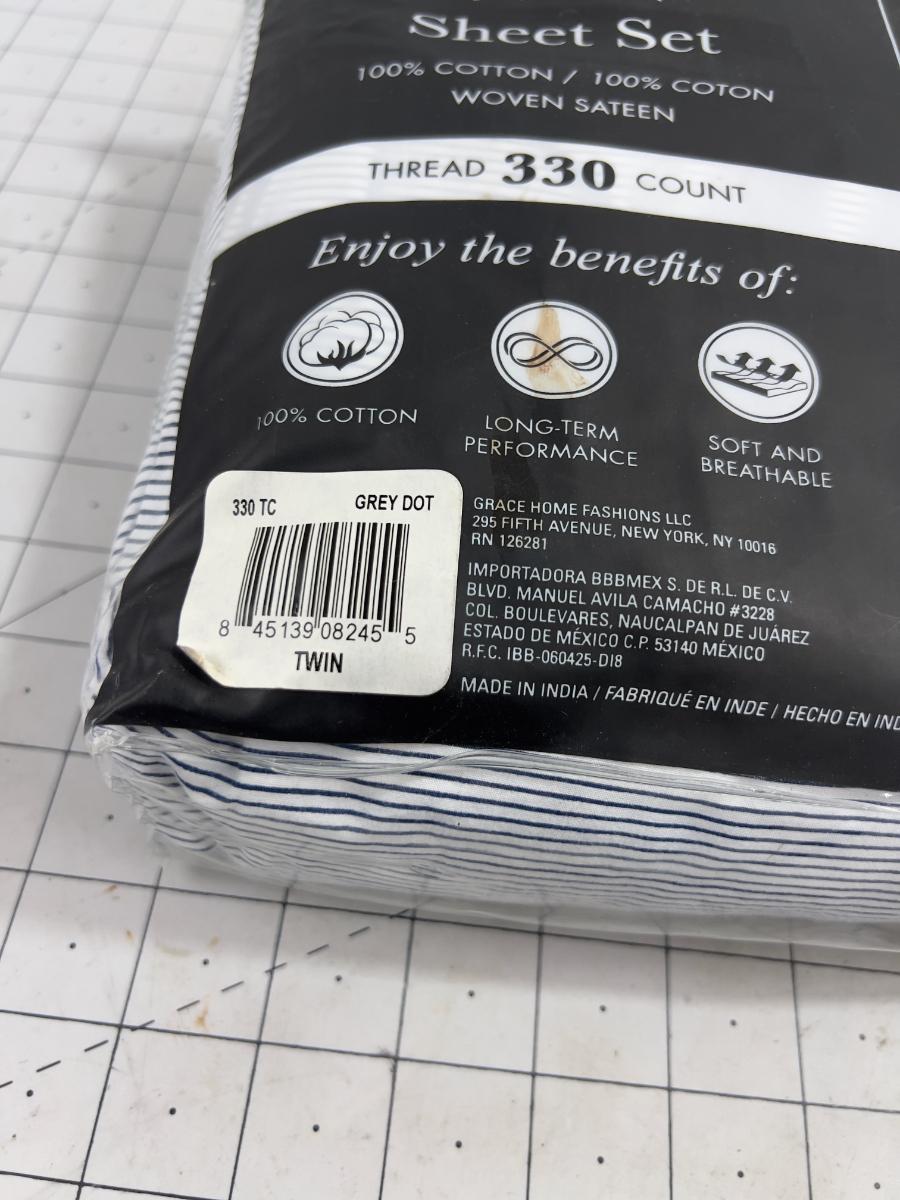 Sheet Set
100% COTTON / 100% COTON
WOVEN SATEEN
THREAD 330 COUNT
Enjoy the benefits of:
100% COTTON
LONG-TERM
PERFORMANCE
SOFT AND
BREATHABLE
330 TC GREY DOT
8 45139 08245 5
TWIN
GRACE HOME FASHIONS LLC
295 FIFTH AVENUE, NEW YORK, NY 10016
RN 126281
IMPORTADORA BBBMEX S. DE R.L. DE C.V.
BLVD. MANUEL AVILA CAMACHO #3228
COL. BOULEVARES, NAUCALPAN DE JUÁREZ
ESTADO DE MÉXICO C.P. 53140 MÉXICO
R.F.C. IBB-060425-DI8
MADE IN INDIA / FABRIQUÉ EN INDE / HECHO EN IND